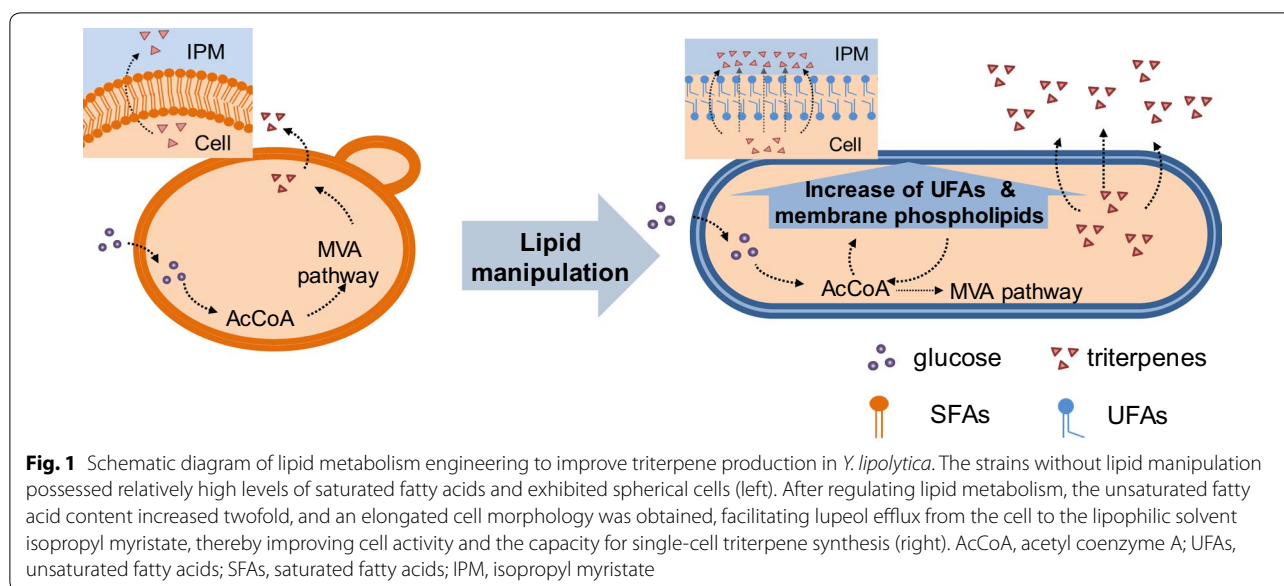 IPM
Cell
MVA
pathway
AcCoA
Lipid
manipulation
IPM
Cell
Increase of UFAs &
membrane phospholipids
AcCoA
MVA pathway
glucose
triterpenes
SFAs
UFAs
Fig. 1 Schematic diagram of lipid metabolism engineering to improve triterpene production in Y. lipolytica. The strains without lipid manipulation
possessed relatively high levels of saturated fatty acids and exhibited spherical cells (left). After regulating lipid metabolism, the unsaturated fatty
acid content increased twofold, and an elongated cell morphology was obtained, facilitating lupeol efflux from the cell to the lipophilic solvent
isopropyl myristate, thereby improving cell activity and the capacity for single-cell triterpene synthesis (right). AcCoA, acetyl coenzyme A; UFAs,
unsaturated fatty acids; SFAs, saturated fatty acids; IPM, isopropyl myristate